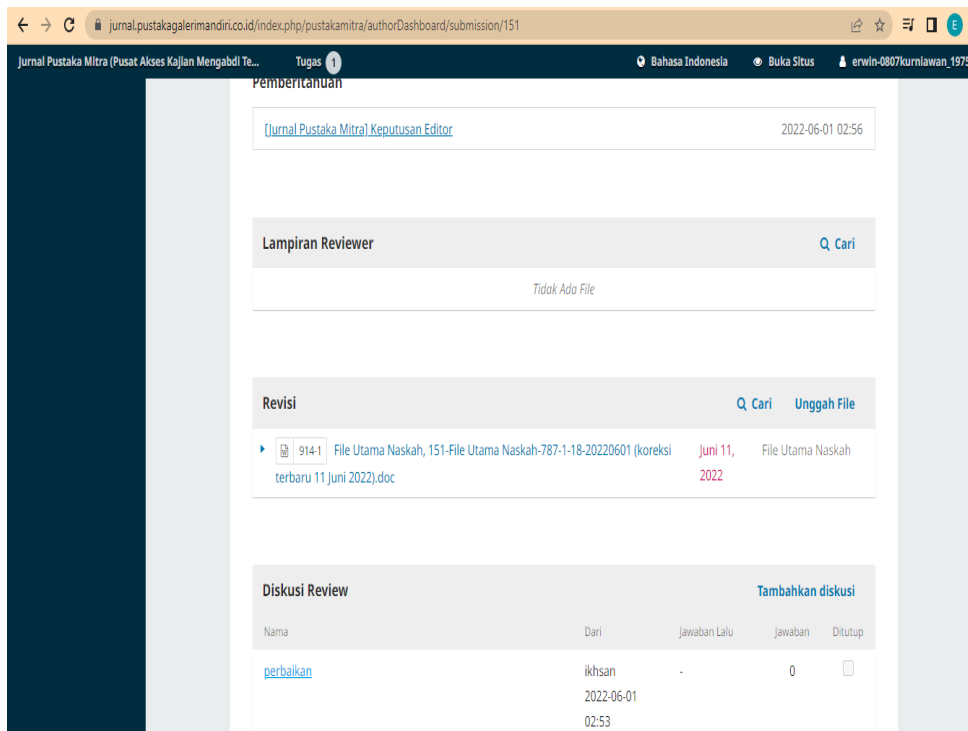 jurnal.pustakagalerimandiri.co.id/index.php/pustakamitra/authorDashboard/submission/151
E
Jurnal Pustaka Mitra (Pusat Akses Kajian Mengabdi Te... Tugas 1 Bahasa Indonesia Buka Situs erwin-0807kurniawan_1975
Pemberitahuan
[Jurnal Pustaka Mitra] Keputusan Editor 2022-06-01 02:56
Lampiran Reviewer Cari
Tidak Ada File
Revisi Cari Unggah File
914-1 File Utama Naskah, 151-File Utama Naskah-787-1-18-20220601 (koreksi Juni 11, File Utama Naskah
terbaru 11 Juni 2022).doc 2022
Diskusi Review Tambahkan diskusi
Nama Dari Jawaban Lalu Jawaban Ditutup
perbaikan ikhsan - 0
2022-06-01
02:53